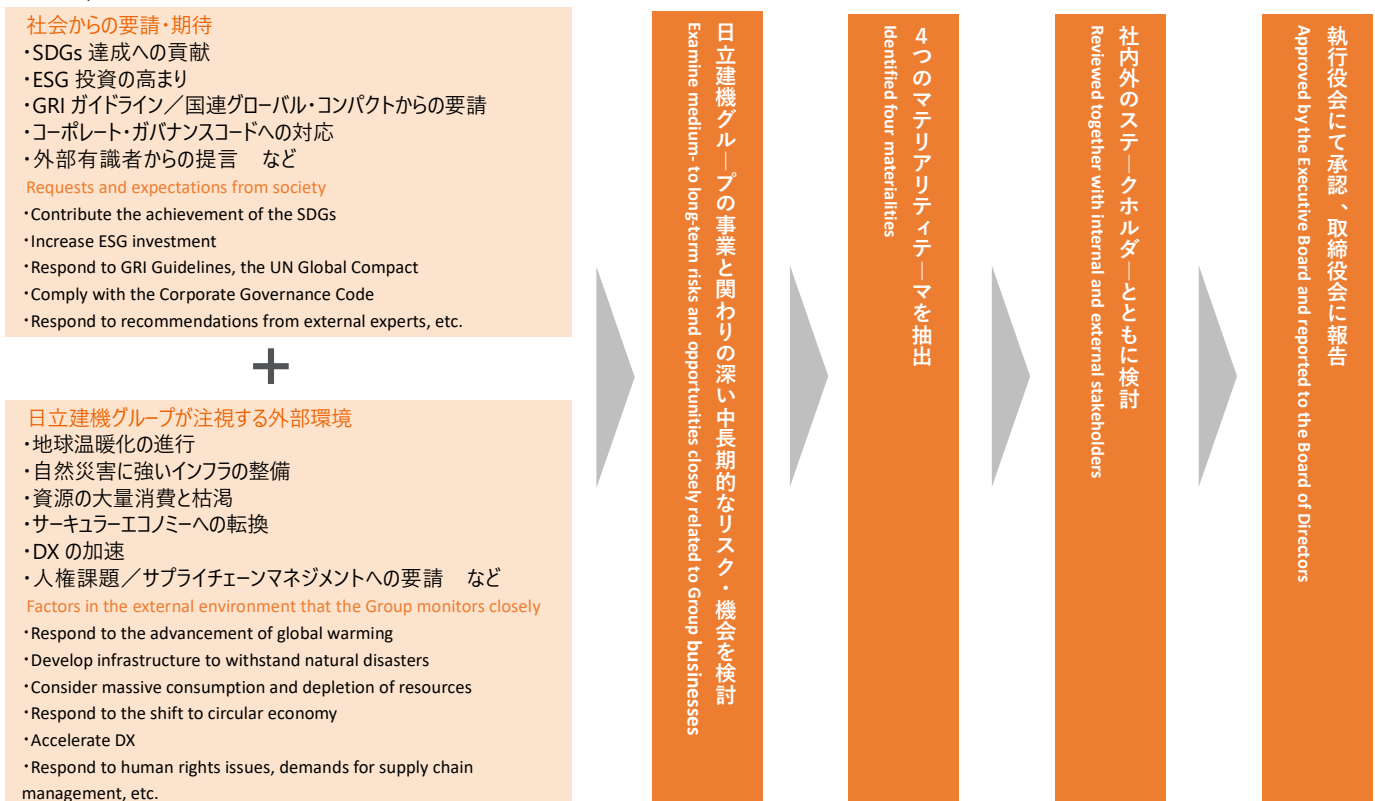 社会からの要請・期待
・SDGs 達成への貢献
・ESG 投資の高まり
・GRI ガイドライン／国連グローバル・コンパクトからの要請
・コーポレート・ガバナンスコードへの対応
・外部有識者からの提言　など
Requests and expectations from society
・Contribute the achievement of the SDGs
・Increase ESG investment
・Respond to GRI Guidelines, the UN Global Compact
・Comply with the Corporate Governance Code
・Respond to recommendations from external experts, etc.
+
日立建機グループが注視する外部環境
・地球温暖化の進行
・自然災害に強いインフラの整備
・資源の大量消費と枯渇
・サーキュラーエコノミーへの転換
・DX の加速
・人権課題／サプライチェーンマネジメントへの要請　など
Factors in the external environment that the Group monitors closely
・Respond to the advancement of global warming
・Develop infrastructure to withstand natural disasters
・Consider massive consumption and depletion of resources
・Respond to the shift to circular economy
・Accelerate DX
・Respond to human rights issues, demands for supply chain
management, etc.
日立建機グループの事業と関わりの深い中長期的なリスク・機会を検討
Examine medium- to long-term risks and opportunities closely related to Group businesses
4つのマテリアリティテーマを抽出
Identified four materialities
社内外のステークホルダーとともに検討
Reviewed together with internal and external stakeholders
執行役会にて承認、取締役会に報告
Approved by the Executive Board and reported to the Board of Directors